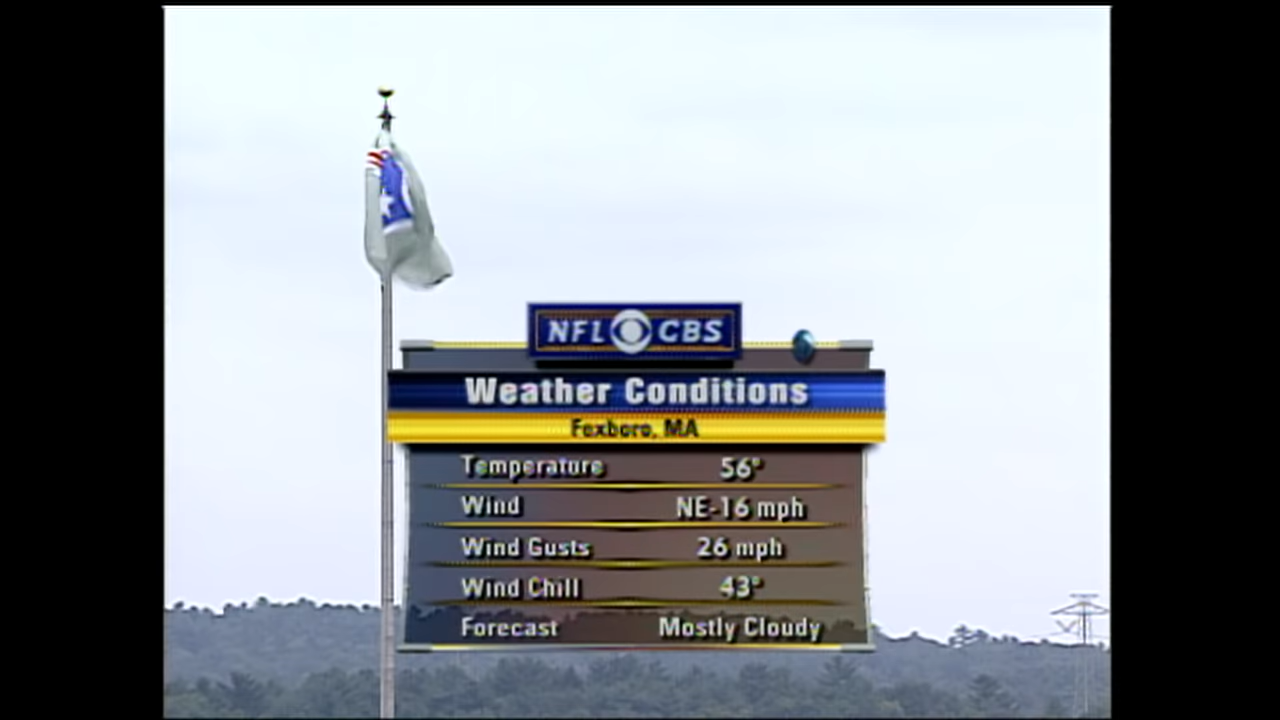 NFL CBS
Weather Conditions
Foxboro, MA
Temperature 56°
Wind NE-16 mph
Wind Gusts 26 mph
Wind Chill 43°
Forecast Mostly Cloudy